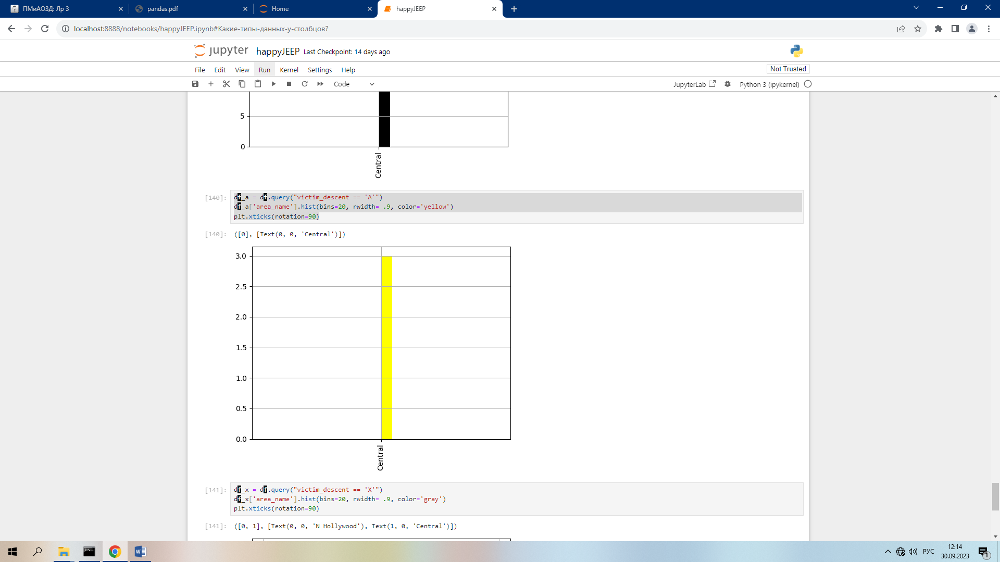 ПМиАОЗД: Лр 3
pandas.pdf
Home
happyJEEP
localhost:8888/notebooks/happyJEEP.ipynb#Какие-типы-данных-у-столбцов?
jupyter happyJEEP Last Checkpoint: 14 days ago
File Edit View Run Kernel Settings Help
Not Trusted
Code
JupyterLab
Python 3 (ipykernel)
5
0
Central
[140]:
df_a = df.query("victim_descent == 'A'")
df_a['area_name'].hist(bins=20, rwidth= .9, color='yellow')
plt.xticks(rotation=90)
[140]:
([0], [Text(0, 0, 'Central')])
3.0
2.5
2.0
1.5
1.0
0.5
0.0
Central
[141]:
df_x = df.query("victim_descent == 'X'")
df_x['area_name'].hist(bins=20, rwidth= .9, color='gray')
plt.xticks(rotation=90)
[141]:
([0, 1], [Text(0, 0, 'N Hollywood'), Text(1, 0, 'Central')])
РУС
12:14
30.09.2023
1